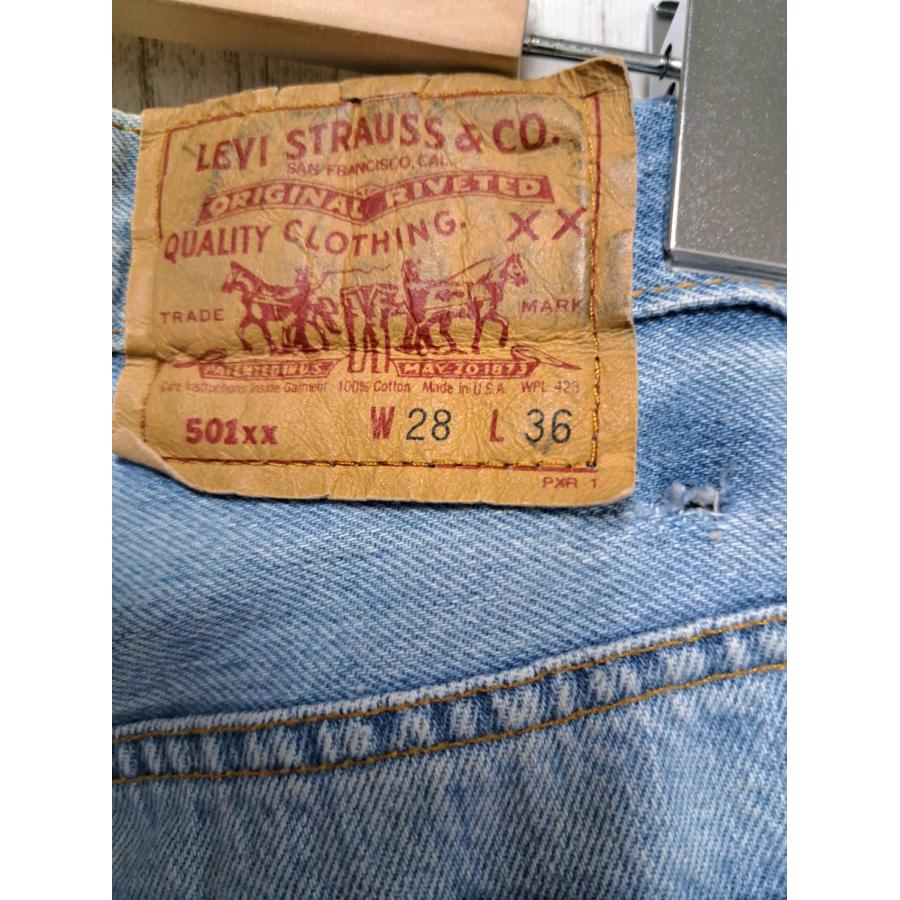 LEVI STRAUSS & CO.
SAN FRANCISCO, CAL.
ORIGINAL RIVETED
QUALITY CLOTHING. XX
TRADE MARK
PATENTED IN U.S. MAY 20 1873
Care Instructions Inside Garment 100% Cotton Made in U.S.A. WPL 423
501xx W 28 L 36
PXR 1